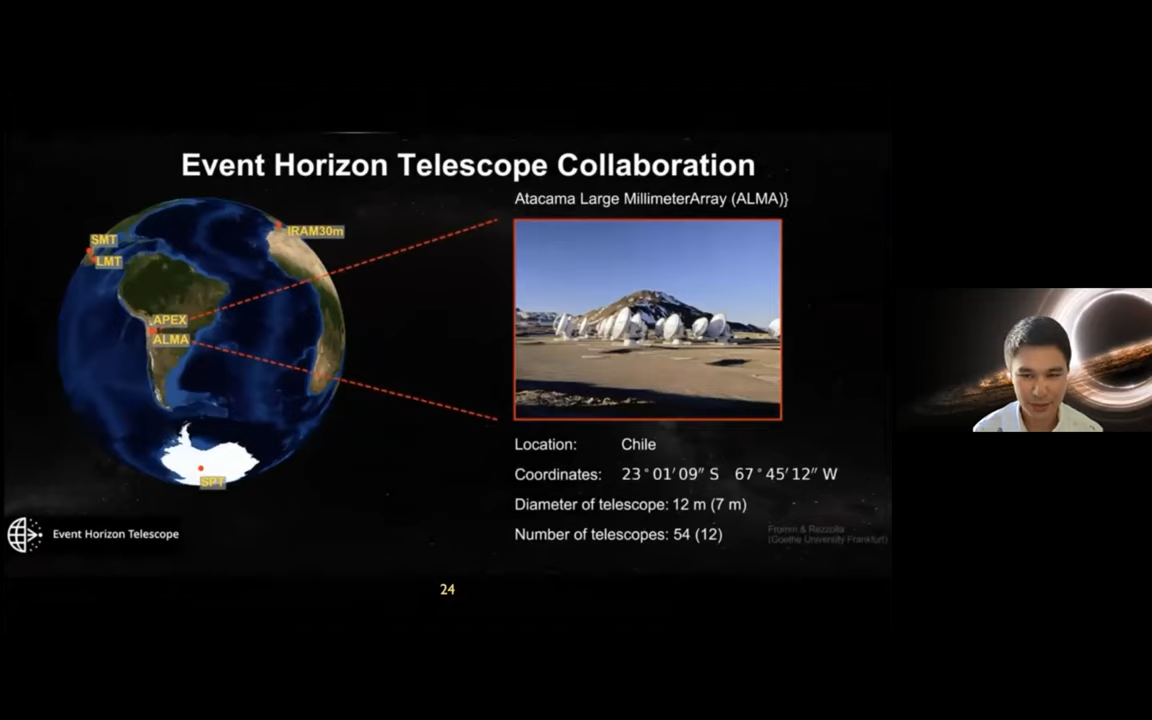 Event Horizon Telescope Collaboration
Atacama Large MillimeterArray (ALMA)}
SMT
LMT
IRAM30m
APEX
ALMA
SPT
Location: Chile
Coordinates: 23°01′09″ S 67°45′12″ W
Diameter of telescope: 12 m (7 m)
Number of telescopes: 54 (12)
Event Horizon Telescope
Fromm & Rezzolla
(Goethe University Frankfurt)
24